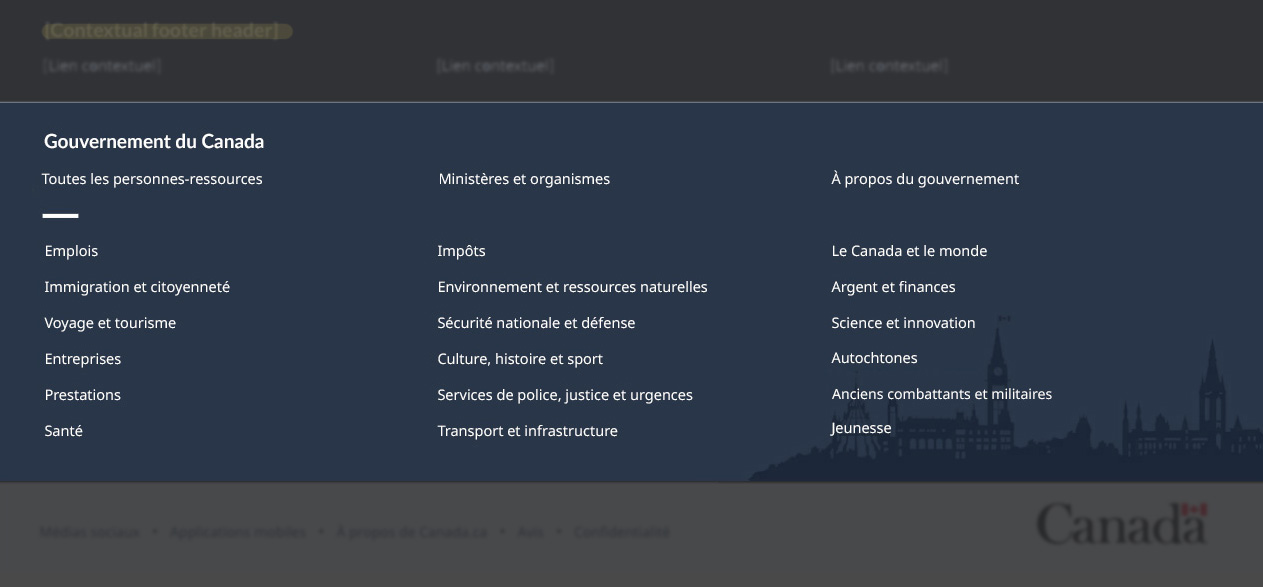 [Contextual footer header]
[Lien contextuel] [Lien contextuel] [Lien contextuel]
Gouvernement du Canada
Toutes les personnes-ressources Ministères et organismes À propos du gouvernement
Emplois Impôts Le Canada et le monde
Immigration et citoyenneté Environnement et ressources naturelles Argent et finances
Voyage et tourisme Sécurité nationale et défense Science et innovation
Entreprises Culture, histoire et sport Autochtones
Prestations Services de police, justice et urgences Anciens combattants et militaires
Santé Transport et infrastructure Jeunesse
Médias sociaux • Applications mobiles • À propos de Canada.ca • Avis • Confidentialité
Canada